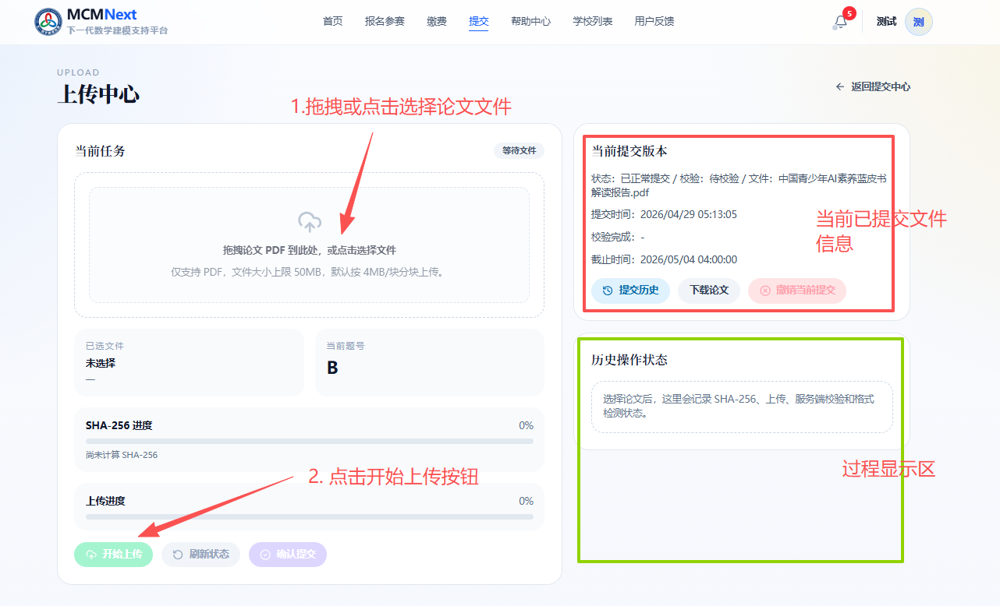 MCMNext
下一代数学建模支持平台
首页 报名参赛 缴费 提交 帮助中心 学校列表 用户反馈
5
测试 测
UPLOAD
上传中心
返回提交中心
1.拖拽或点击选择论文文件
当前任务
等待文件
拖拽论文 PDF 到此处，或点击选择文件
仅支持 PDF，文件大小上限 50MB，默认按 4MB/块分块上传。
已选文件
未选择
—
当前题号
B
SHA-256 进度 0%
尚未计算 SHA-256
2. 点击开始上传按钮
上传进度 0%
开始上传 刷新状态 确认提交
当前提交版本
状态：已正常提交 / 校验：待校验 / 文件：中国青少年AI素养蓝皮书
解读报告.pdf
提交时间：2026/04/29 05:13:05
校验完成：-
截止时间：2026/05/04 04:00:00
当前已提交文件
信息
提交历史 下载论文 撤销当前提交
历史操作状态
选择论文后，这里会记录 SHA-256、上传、服务端校验和格式
检测状态。
过程显示区